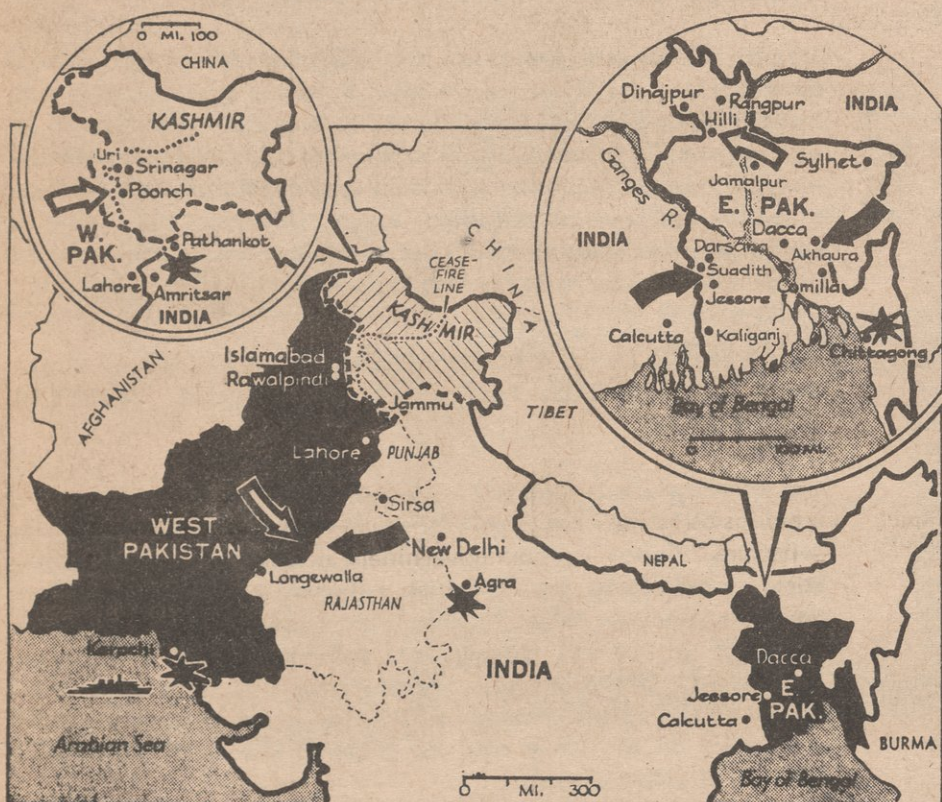 0 MI. 100
CHINA
KASHMIR
Uri
Srinagar
Poonch
W.
PAK.
Pathankot
Lahore
Amritsar
INDIA
Dinajpur
Rangpur
Hilli
INDIA
Ganges R.
Jamalpur
Sylhet
E. PAK.
INDIA
Dacca
Darsana
Akhaura
Suadith
Comilla
Jessore
Calcutta
Kaliganj
Chittagong
Bay of Bengal
0 100 MI.
CHINA
CEASE-
FIRE
LINE
KASHMIR
Islamabad
Rawalpindi
AFGHANISTAN
Jammu
TIBET
Lahore
PUNJAB
Sirsa
WEST
PAKISTAN
New Delhi
NEPAL
Longewalla
Agra
RAJASTHAN
Karachi
INDIA
Dacca
Jessore
E.
PAK.
Calcutta
Arabian Sea
BURMA
0 MI. 300
Bay of Bengal